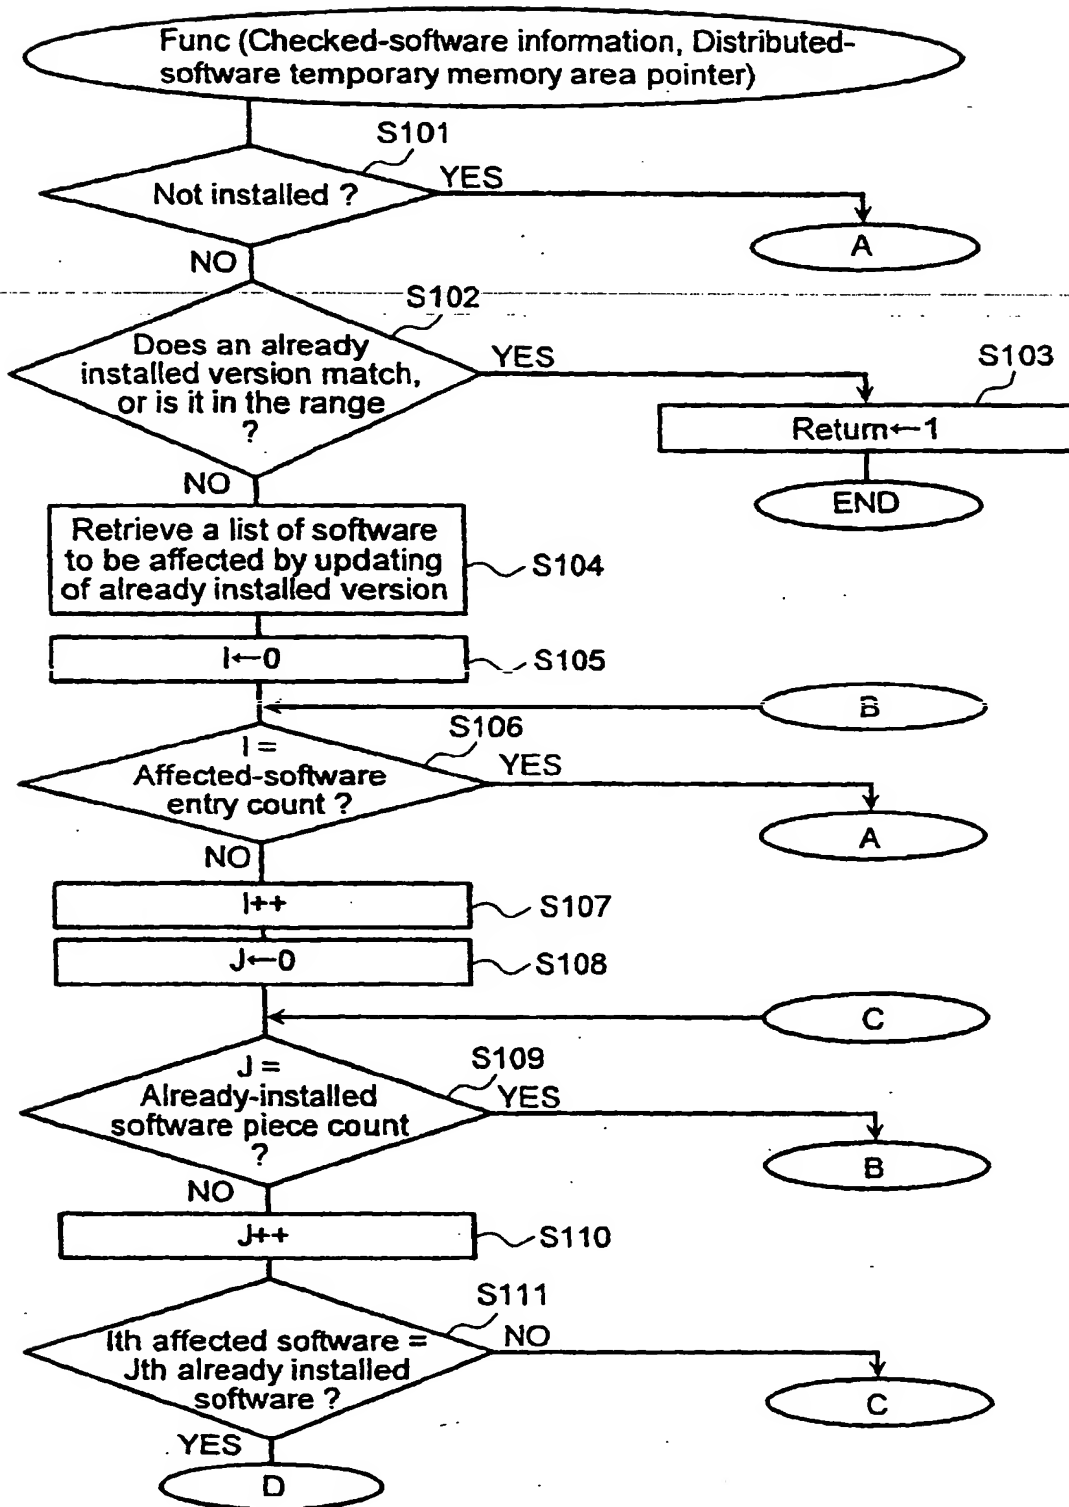 Func (Checked-software information, Distributed-
software temporary memory area pointer)
S101
Not installed ?
YES
A
NO
S102
Does an already
installed version match,
or is it in the range
?
YES
S103
Return←1
END
NO
Retrieve a list of software
to be affected by updating
of already installed version
S104
I←0
S105
B
S106
I =
Affected-software
entry count ?
YES
A
NO
I++
S107
J←0
S108
C
S109
J =
Already-installed
software piece count
?
YES
B
NO
J++
S110
S111
Ith affected software =
Jth already installed
software ?
NO
C
YES
D